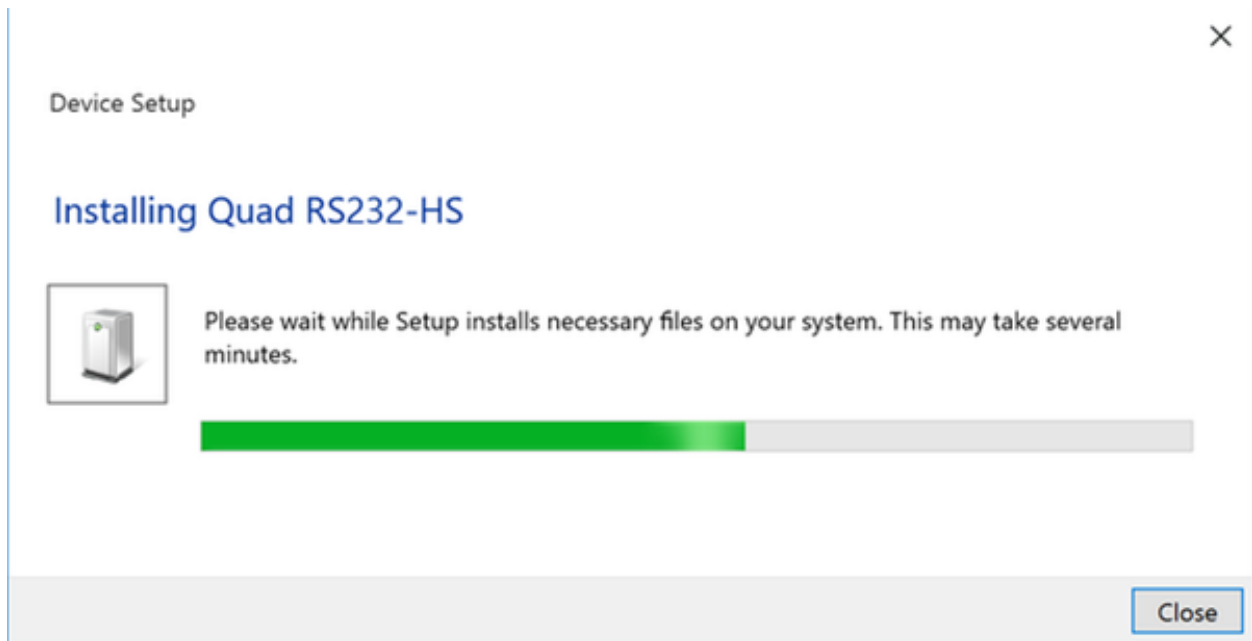 Device Setup
Installing Quad RS232-HS
Please wait while Setup installs necessary files on your system. This may take several
minutes.
Close